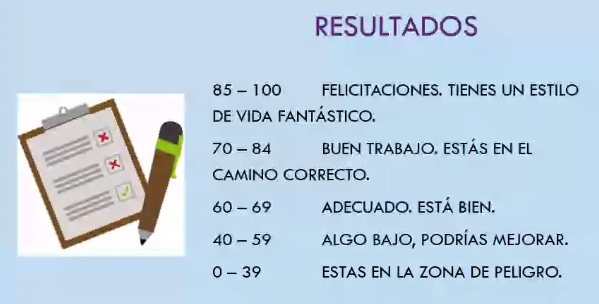 RESULTADOS
85 – 100 FELICITACIONES. TIENES UN ESTILO
DE VIDA FANTÁSTICO.
70 – 84 BUEN TRABAJO. ESTÁS EN EL
CAMINO CORRECTO.
60 – 69 ADECUADO. ESTÁ BIEN.
40 – 59 ALGO BAJO, PODRÍAS MEJORAR.
0 – 39 ESTAS EN LA ZONA DE PELIGRO.